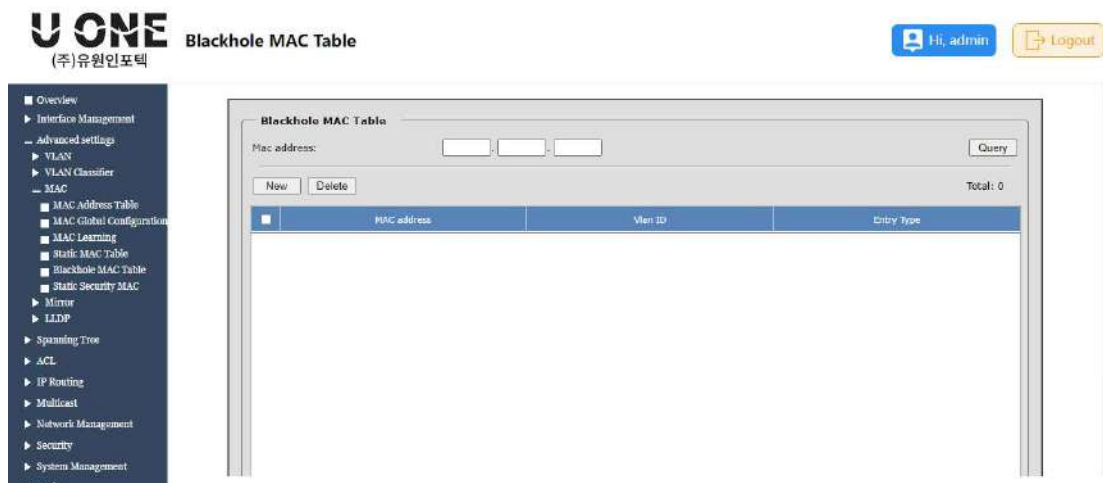 U ONE
(주)유원인포텍
Blackhole MAC Table
Hi, admin
Logout
Overview
Interface Management
Advanced settings
VLAN
VLAN Classifier
MAC
MAC Address Table
MAC Global Configuration
MAC Learning
Static MAC Table
Blackhole MAC Table
Static Security MAC
Mirror
LLDP
Spanning Tree
ACL
IP Routing
Multicast
Network Management
Security
System Management
Blackhole MAC Table
Mac address: . . Query
New Delete Total: 0
MAC address Vlan ID Entry Type